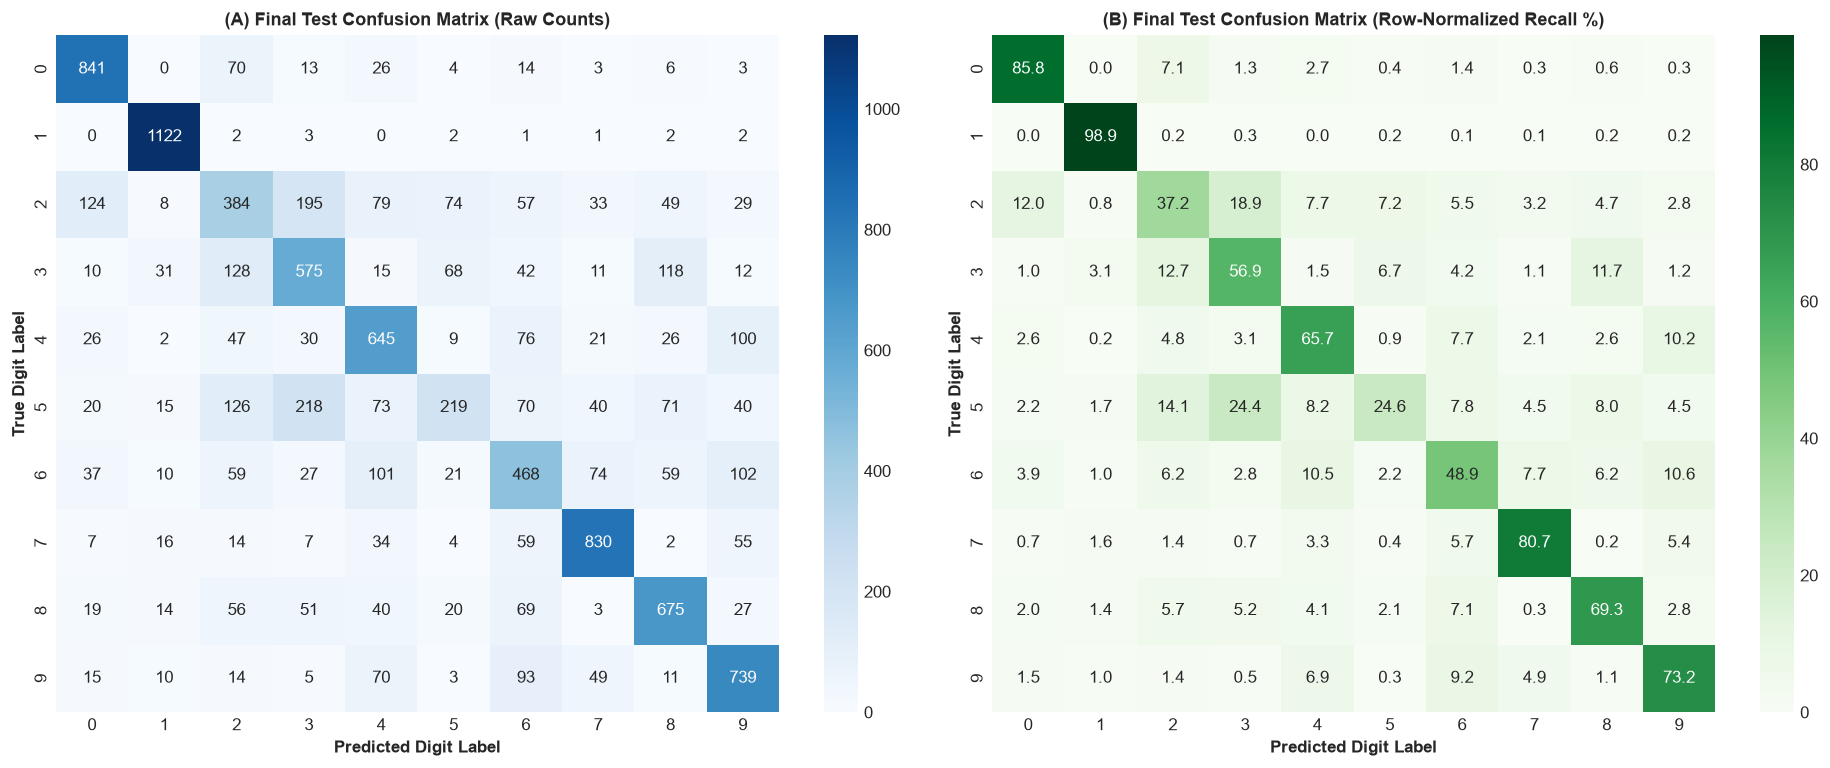 (A) Final Test Confusion Matrix (Raw Counts)
0 841 0 70 13 26 4 14 3 6 3
1 0 1122 2 3 0 2 1 1 2 2
2 124 8 384 195 79 74 57 33 49 29
3 10 31 128 575 15 68 42 11 118 12
4 26 2 47 30 645 9 76 21 26 100
5 20 15 126 218 73 219 70 40 71 40
6 37 10 59 27 101 21 468 74 59 102
7 7 16 14 7 34 4 59 830 2 55
8 19 14 56 51 40 20 69 3 675 27
9 15 10 14 5 70 3 93 49 11 739
0 1 2 3 4 5 6 7 8 9
True Digit Label
Predicted Digit Label
1000
800
600
400
200
0
(B) Final Test Confusion Matrix (Row-Normalized Recall %)
0 85.8 0.0 7.1 1.3 2.7 0.4 1.4 0.3 0.6 0.3
1 0.0 98.9 0.2 0.3 0.0 0.2 0.1 0.1 0.2 0.2
2 12.0 0.8 37.2 18.9 7.7 7.2 5.5 3.2 4.7 2.8
3 1.0 3.1 12.7 56.9 1.5 6.7 4.2 1.1 11.7 1.2
4 2.6 0.2 4.8 3.1 65.7 0.9 7.7 2.1 2.6 10.2
5 2.2 1.7 14.1 24.4 8.2 24.6 7.8 4.5 8.0 4.5
6 3.9 1.0 6.2 2.8 10.5 2.2 48.9 7.7 6.2 10.6
7 0.7 1.6 1.4 0.7 3.3 0.4 5.7 80.7 0.2 5.4
8 2.0 1.4 5.7 5.2 4.1 2.1 7.1 0.3 69.3 2.8
9 1.5 1.0 1.4 0.5 6.9 0.3 9.2 4.9 1.1 73.2
0 1 2 3 4 5 6 7 8 9
True Digit Label
Predicted Digit Label
80
60
40
20
0